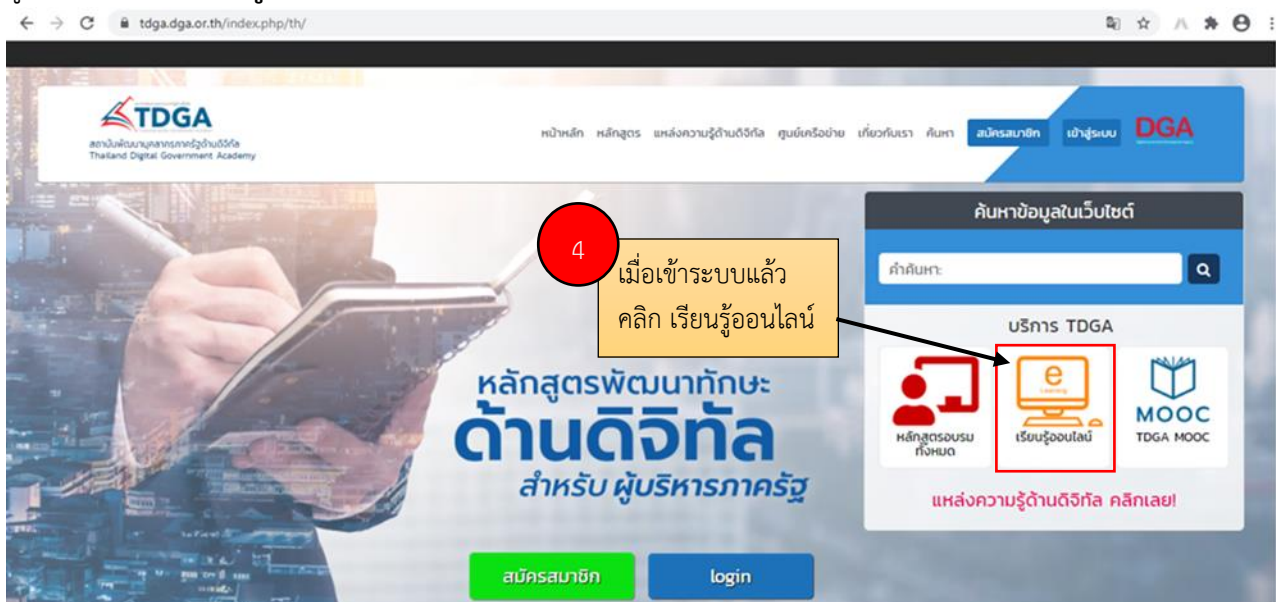 tdga.dga.or.th/index.php/th/
TDGA
สถาบันพัฒนาบุคลากรภาครัฐด้านดิจิทัล
Thailand Digital Government Academy
หน้าหลัก หลักสูตร แหล่งความรู้ด้านดิจิทัล ศูนย์เครือข่าย เกี่ยวกับเรา ค้นหา สมัครสมาชิก เข้าสู่ระบบ DGA
ค้นหาข้อมูลในเว็บไซต์
คำค้นหา:
4
เมื่อเข้าระบบแล้ว
คลิก เรียนรู้ออนไลน์
บริการ TDGA
หลักสูตรอบรม
ทั้งหมด
e
Learning
เรียนรู้ออนไลน์
MOOC
TDGA MOOC
แหล่งความรู้ด้านดิจิทัล คลิกเลย!
หลักสูตรพัฒนาทักษะ
ด้านดิจิทัล
สำหรับ ผู้บริหารภาครัฐ
สมัครสมาชิก
login